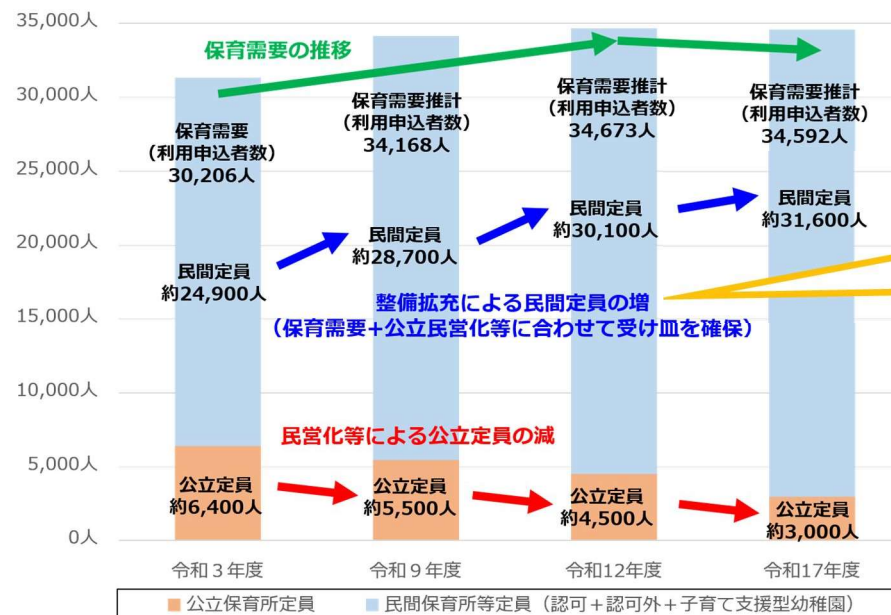 35,000人
30,000人
25,000人
20,000人
15,000人
10,000人
5,000人
0人
保育需要の推移
保育需要
（利用申込者数）
30,206人
保育需要推計
（利用申込者数）
34,168人
保育需要推計
（利用申込者数）
34,673人
保育需要推計
（利用申込者数）
34,592人
民間定員
約24,900人
民間定員
約28,700人
民間定員
約30,100人
民間定員
約31,600人
整備拡充による民間定員の増
（保育需要＋公立民営化等に合わせて受け皿を確保）
民営化等による公立定員の減
公立定員
約6,400人
公立定員
約5,500人
公立定員
約4,500人
公立定員
約3,000人
令和３年度
令和９年度
令和12年度
令和17年度
公立保育所定員
民間保育所等定員（認可＋認可外＋子育て支援型幼稚園）